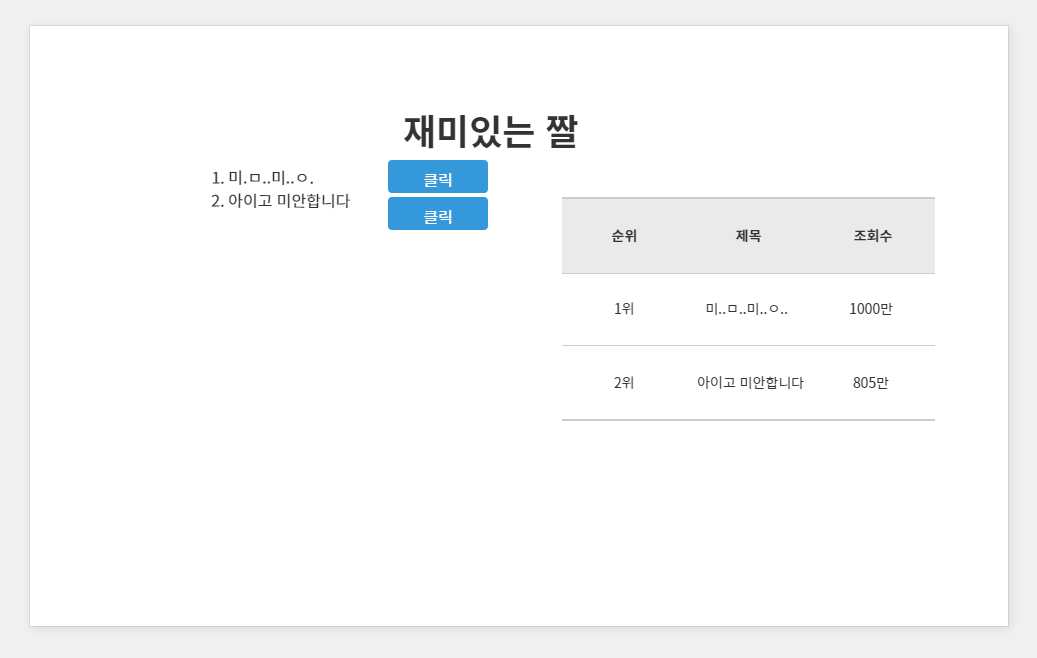 재미있는 짤
1. 미.ㅁ..미..ㅇ.
2. 아이고 미안합니다
클릭
클릭
순위 제목 조회수
1위 미..ㅁ..미..ㅇ.. 1000만
2위 아이고 미안합니다 805만